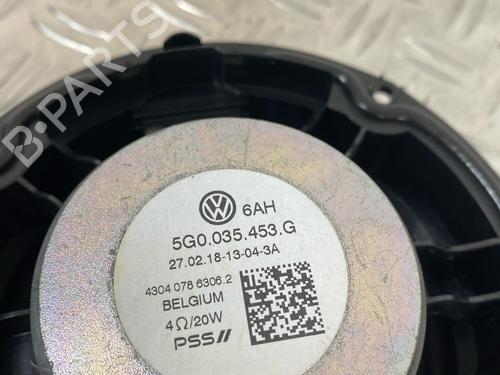 B-PARTS
6AH
5G0.035.453.G
27.02.18-13-04-3A
4304 078 6306.2
BELGIUM
4Ω/20W
PSS//